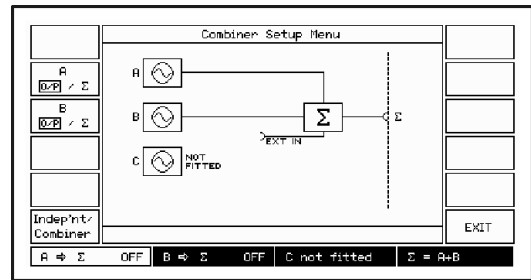 Combiner Setup Menu
A
O/P / Σ
B
O/P / Σ
Indep'nt/
Combiner
A
B
C
NOT
FITTED
EXT IN
Σ
Σ
EXIT
A ⇒ Σ OFF
B ⇒ Σ OFF
C not fitted
Σ = A+B